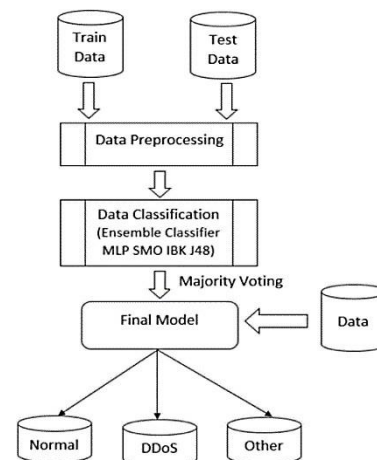 Train
Data
Test
Data
Data Preprocessing
Data Classification
(Ensemble Classifier
MLP SMO IBK J48)
Majority Voting
Final Model
Data
Normal
DDoS
Other